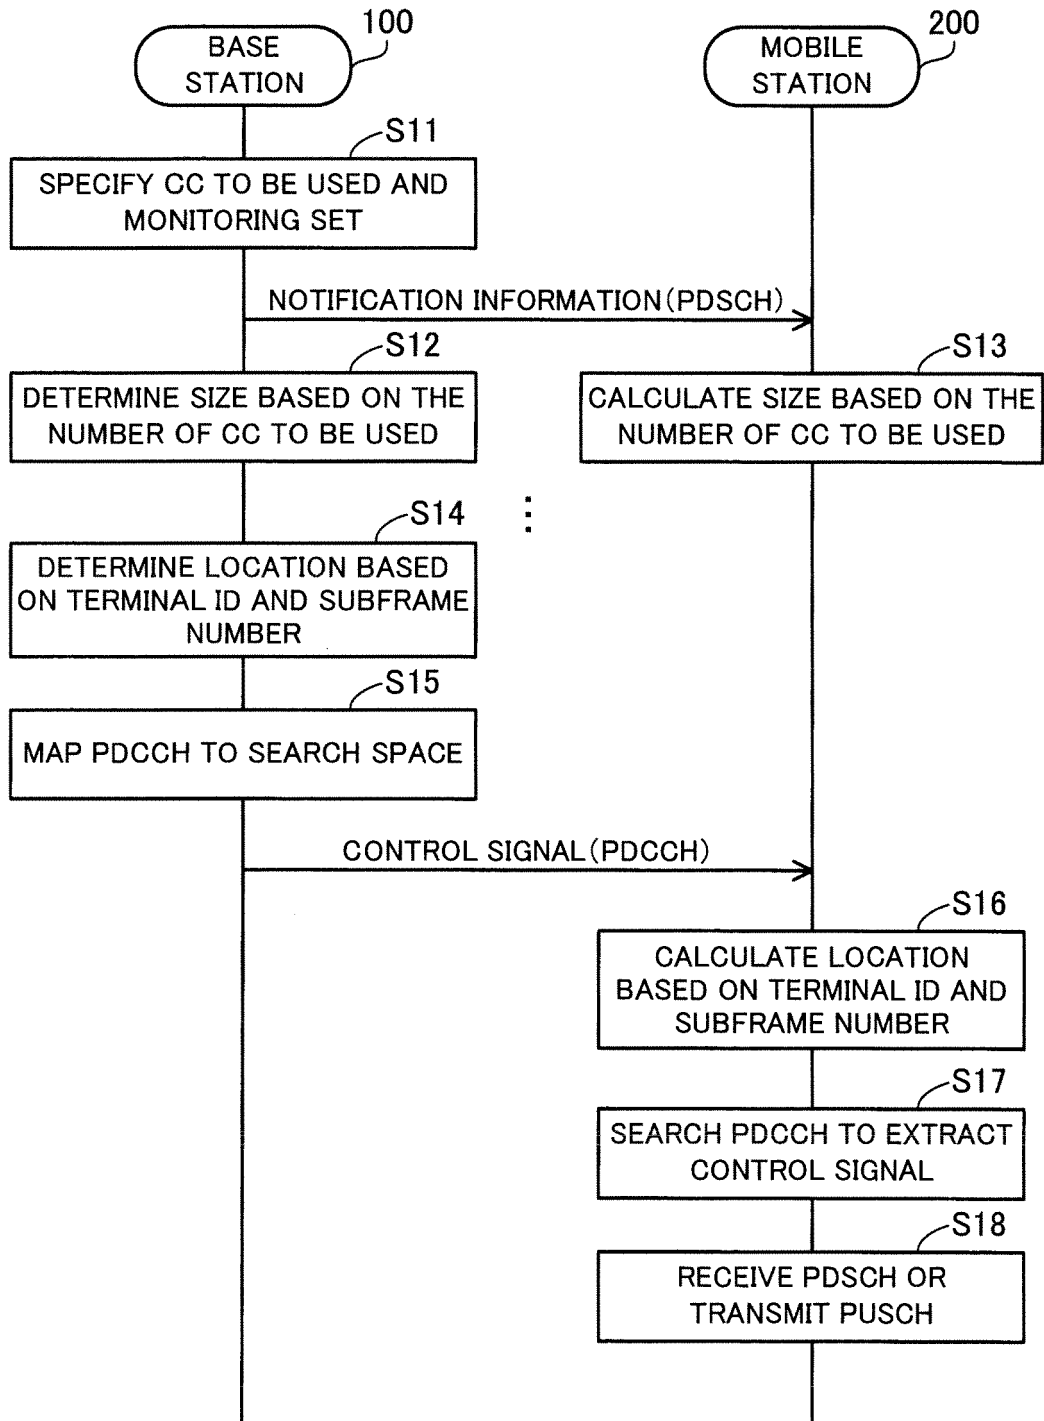 100
BASE
STATION
200
MOBILE
STATION
S11
SPECIFY CC TO BE USED AND
MONITORING SET
NOTIFICATION INFORMATION(PDSCH)
S12
DETERMINE SIZE BASED ON THE
NUMBER OF CC TO BE USED
S13
CALCULATE SIZE BASED ON THE
NUMBER OF CC TO BE USED
S14
DETERMINE LOCATION BASED
ON TERMINAL ID AND SUBFRAME
NUMBER
S15
MAP PDCCH TO SEARCH SPACE
CONTROL SIGNAL(PDCCH)
S16
CALCULATE LOCATION
BASED ON TERMINAL ID AND
SUBFRAME NUMBER
S17
SEARCH PDCCH TO EXTRACT
CONTROL SIGNAL
S18
RECEIVE PDSCH OR
TRANSMIT PUSCH